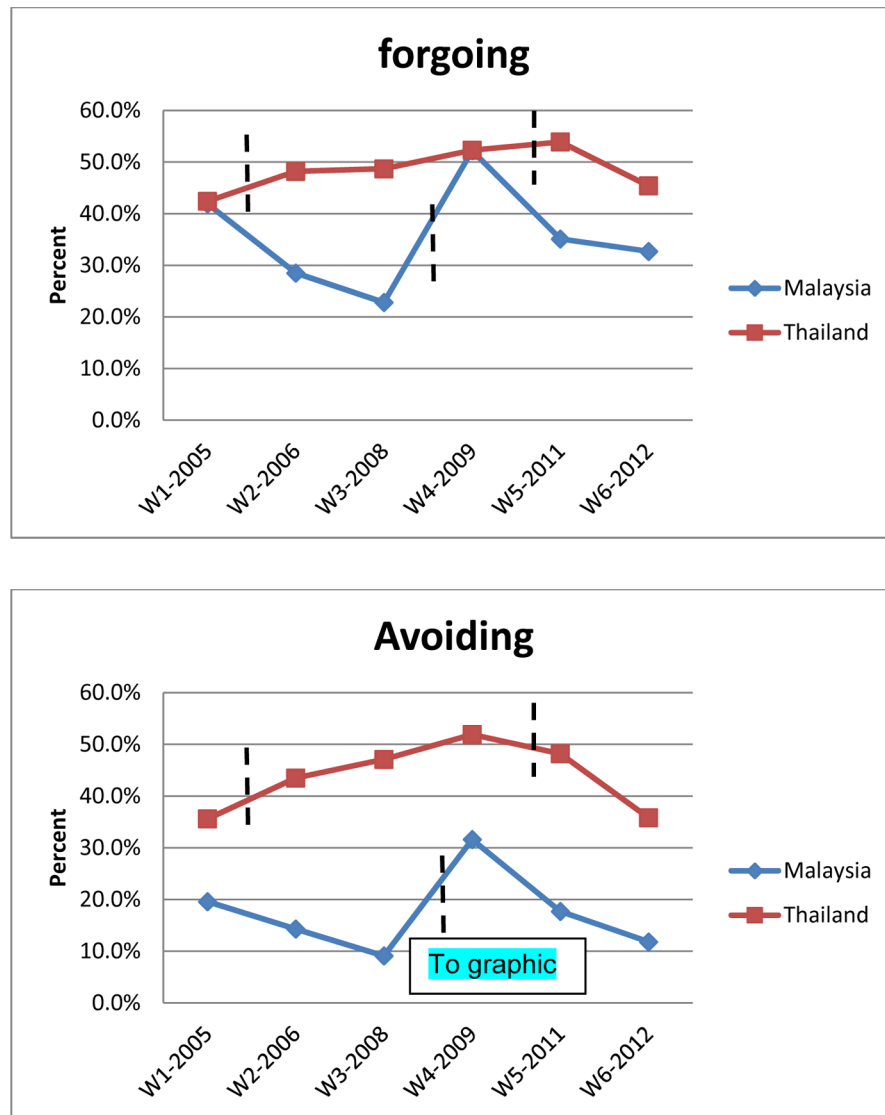 forgoing
60.0%
50.0%
40.0%
30.0%
20.0%
10.0%
0.0%
Percent
W1-2005
W2-2006
W3-2008
W4-2009
W5-2011
W6-2012
Malaysia
Thailand
Avoiding
60.0%
50.0%
40.0%
30.0%
20.0%
10.0%
0.0%
Percent
W1-2005
W2-2006
W3-2008
W4-2009
W5-2011
W6-2012
Malaysia
Thailand
To graphic